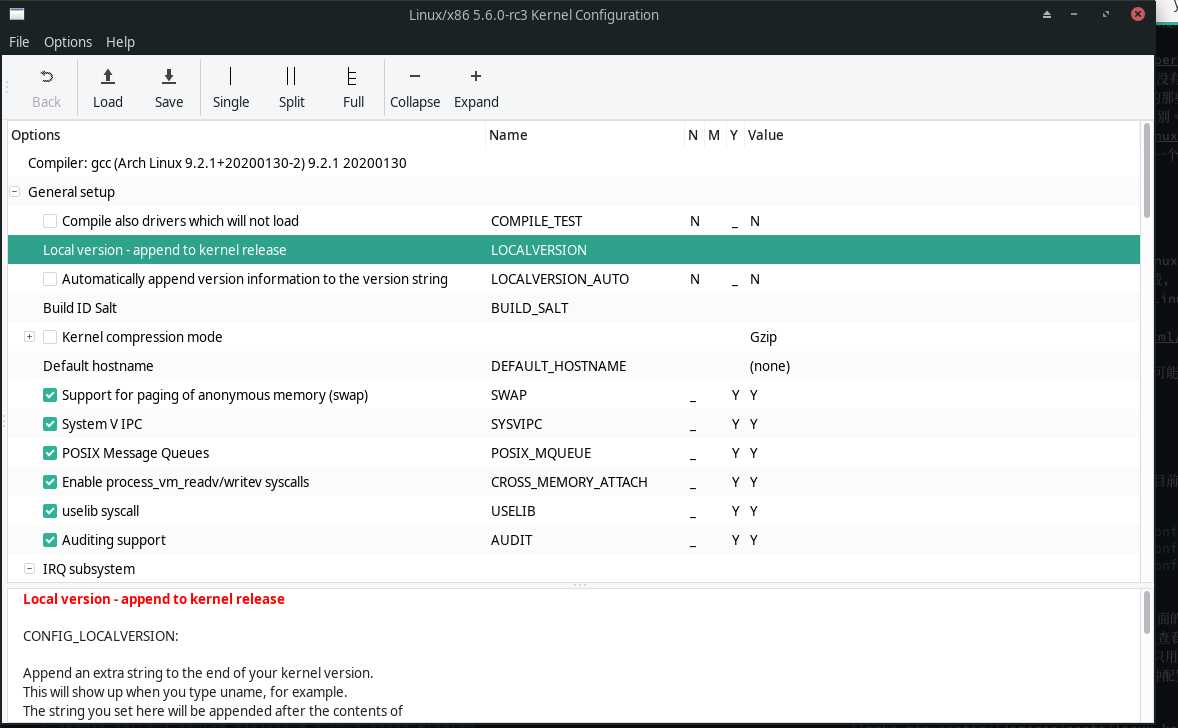 Linux/x86 5.6.0-rc3 Kernel Configuration
File Options Help
Back Load Save Single Split Full Collapse Expand
Options Name N M Y Value
Compiler: gcc (Arch Linux 9.2.1+20200130-2) 9.2.1 20200130
General setup
Compile also drivers which will not load COMPILE_TEST N _ N
Local version - append to kernel release LOCALVERSION
Automatically append version information to the version string LOCALVERSION_AUTO N _ N
Build ID Salt BUILD_SALT
Kernel compression mode Gzip
Default hostname DEFAULT_HOSTNAME (none)
Support for paging of anonymous memory (swap) SWAP _ Y Y
System V IPC SYSVIPC _ Y Y
POSIX Message Queues POSIX_MQUEUE _ Y Y
Enable process_vm_readv/writev syscalls CROSS_MEMORY_ATTACH _ Y Y
uselib syscall USELIB _ Y Y
Auditing support AUDIT _ Y Y
IRQ subsystem
Local version - append to kernel release
CONFIG_LOCALVERSION:
Append an extra string to the end of your kernel version.
This will show up when you type uname, for example.
The string you set here will be appended after the contents of